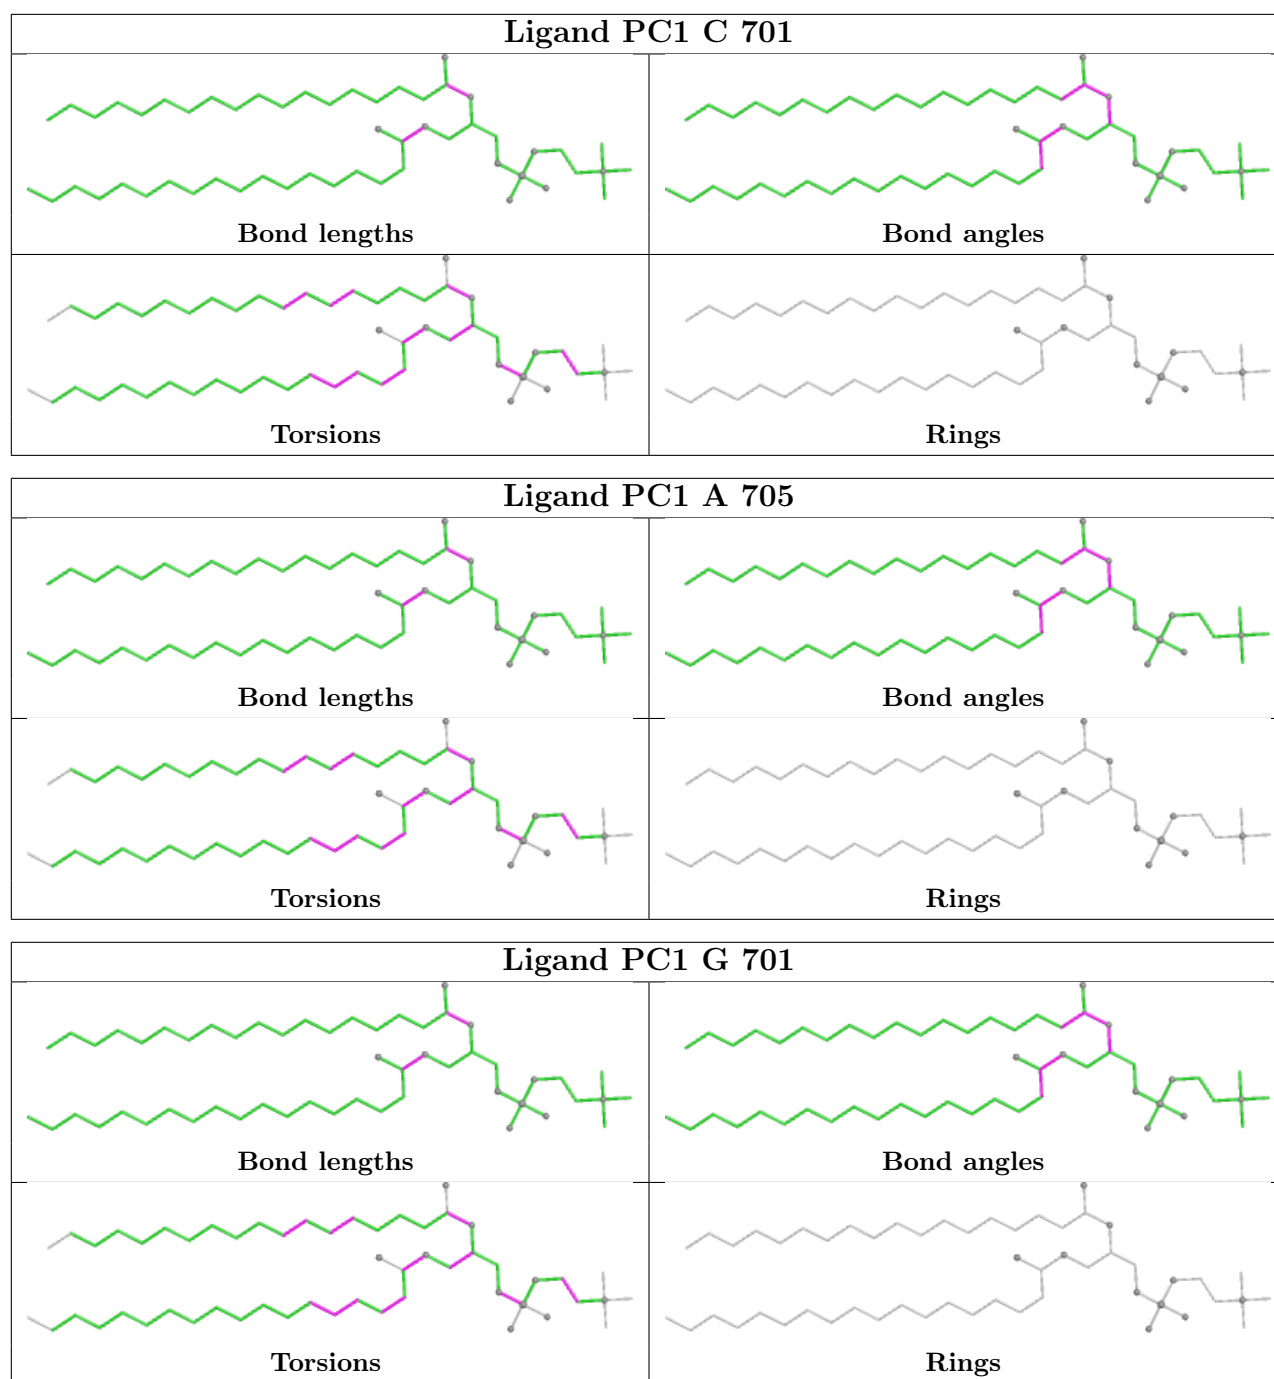 Ligand PC1 C 701
Bond lengths
Bond angles
Torsions
Rings
Ligand PC1 A 705
Bond lengths
Bond angles
Torsions
Rings
Ligand PC1 G 701
Bond lengths
Bond angles
Torsions
Rings